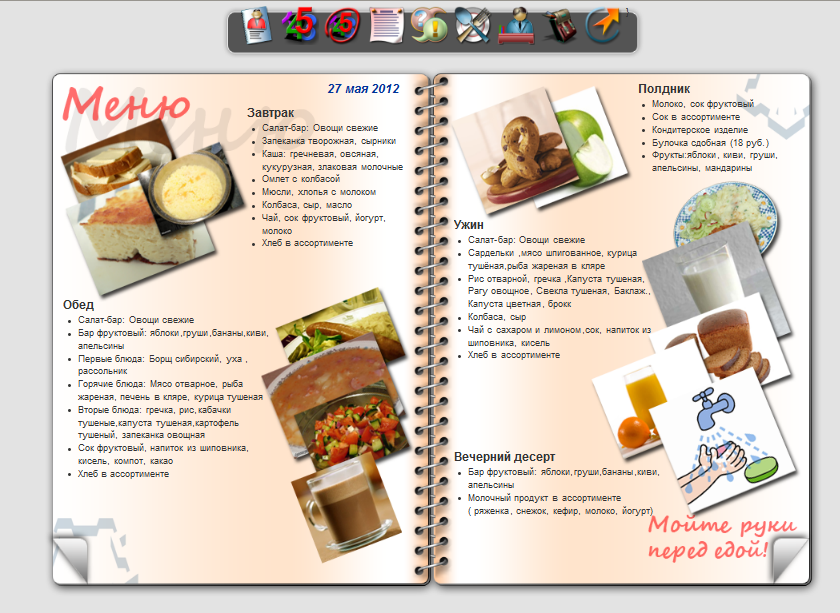 Меню
27 мая 2012
Завтрак
Салат-бар: Овощи свежие
Запеканка творожная, сырники
Каша: гречневая, овсяная,
кукурузная, злаковая молочные
Омлет с колбасой
Мюсли, хлопья с молоком
Колбаса, сыр, масло
Чай, сок фруктовый, йогурт,
молоко
Хлеб в ассортименте
Обед
Салат-бар: Овощи свежие
Бар фруктовый: яблоки,груши,бананы,киви,
апельсины
Первые блюда: Борщ сибирский, уха ,
рассольник
Горячие блюда: Мясо отварное, рыба
жареная, печень в кляре, курица тушеная
Вторые блюда: гречка, рис,кабачки
тушеные,капуста тушеная,картофель
тушеный, запеканка овощная
Сок фруктовый, напиток из шиповника,
кисель, компот, какао
Хлеб в ассортименте
Полдник
Молоко, сок фруктовый
Сок в ассортименте
Кондитерское изделие
Булочка сдобная (18 руб.)
Фрукты:яблоки, киви, груши,
апельсины, мандарины
Ужин
Салат-бар: Овощи свежие
Сардельки ,мясо шпигованное, курица
тушёная,рыба жареная в кляре
Рис отварной, гречка ,Капуста тушеная,
Рагу овощное, Свекла тушеная, Баклаж.,
Капуста цветная, брокк
Колбаса, сыр
Чай с сахаром и лимоном,сок, напиток из
шиповника, кисель
Хлеб в ассортименте
Вечерний десерт
Бар фруктовый: яблоки,груши,бананы,киви,
апельсины
Молочный продукт в ассортименте
( ряженка, снежок, кефир, молоко, йогурт)
Мойте руки
перед едой!